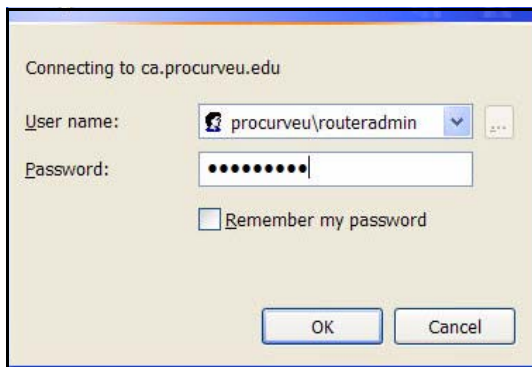 Connecting to ca.procurveu.edu
User name: procurveu\routeradmin ...
Password: •••••••••
Remember my password
OK Cancel